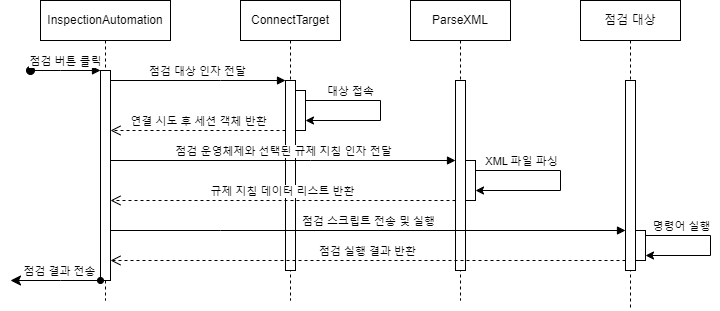 InspectionAutomation
ConnectTarget
ParseXML
점검 대상
점검 버튼 클릭
점검 대상 인자 전달
대상 접속
연결 시도 후 세션 객체 반환
점검 운영체제와 선택된 규제 지침 인자 전달
XML 파일 파싱
규제 지침 데이터 리스트 반환
점검 스크립트 전송 및 실행
명령어 실행
점검 실행 결과 반환
점검 결과 전송